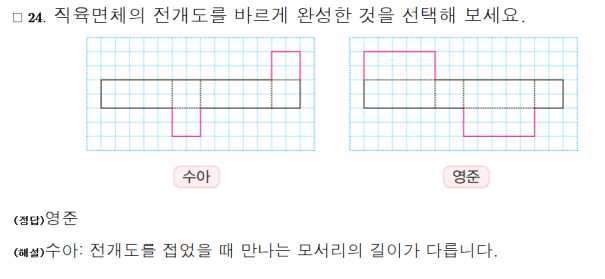 □ 24. 직육면체의 전개도를 바르게 완성한 것을 선택해 보세요.
수아 영준
(정답)영준
(해설)수아: 전개도를 접었을 때 만나는 모서리의 길이가 다릅니다.